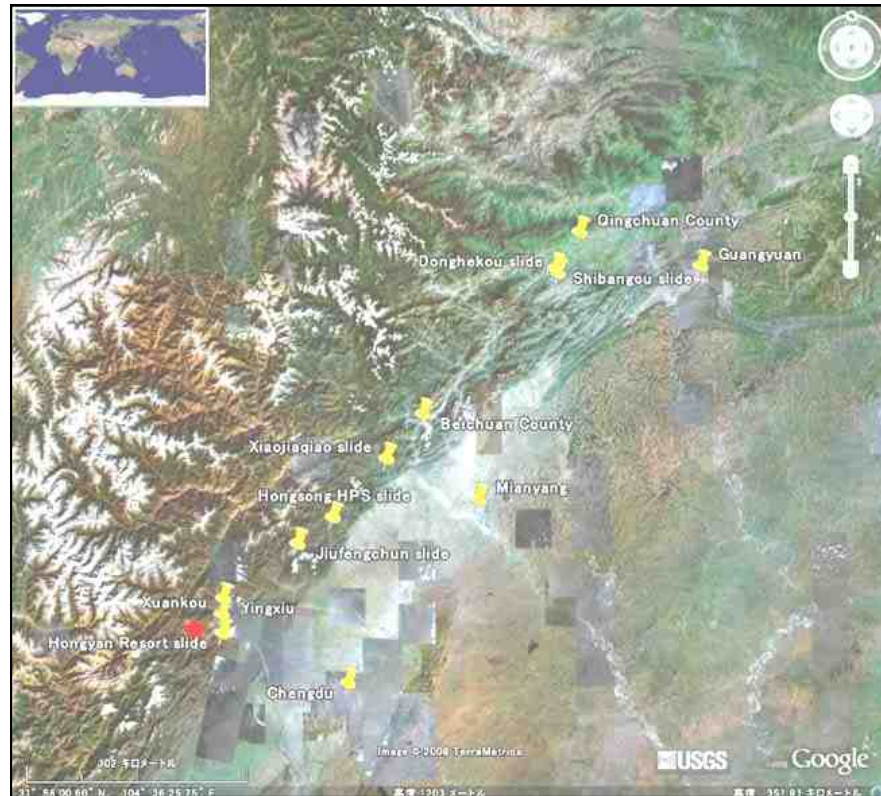 Qingchuan County
Donghekou slide
Guangyuan
Shibangou slide
Beichuan County
Xiaojiaqiao slide
Mianyang
Hongsong HPS slide
Jiufengchun slide
Xuankou
Yingxiu
Hongyan Resort slide
Chengdu
Image © 2008 TerraMetrics
USGS
Google
302 キロメートル